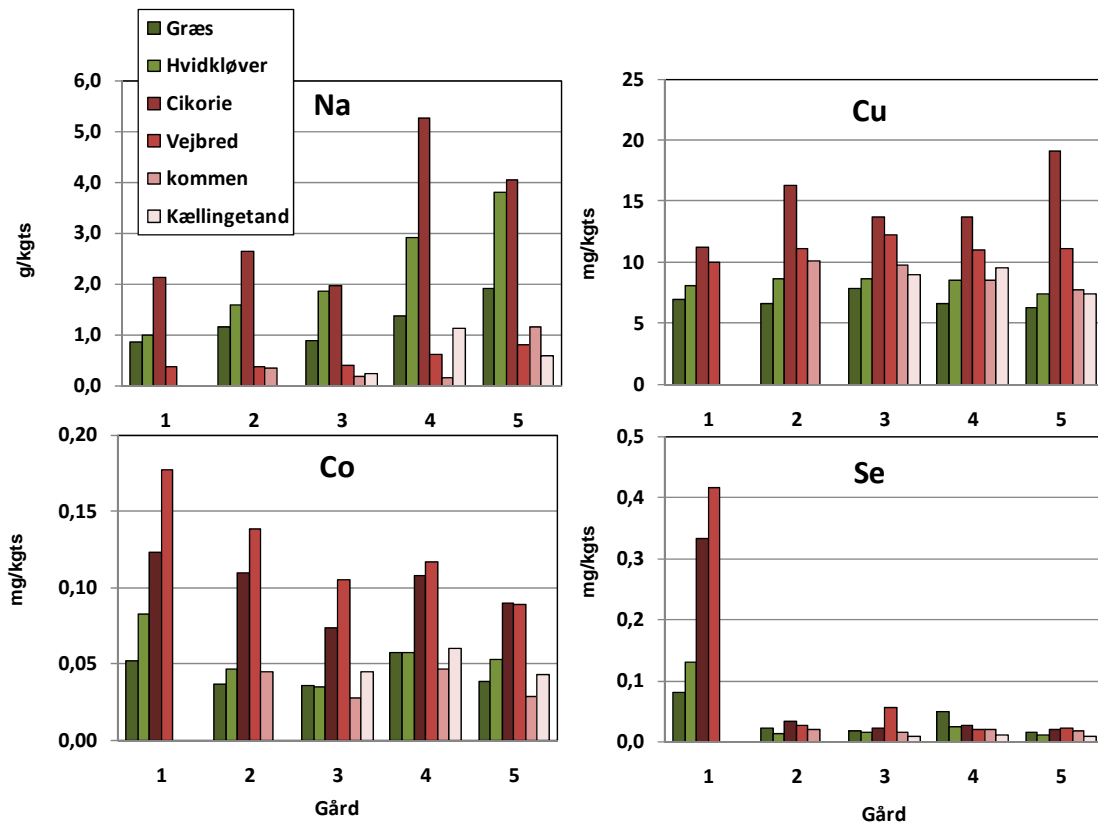 Græs
Hvidkløver
Cikorie
Vejbred
kommen
Kællingetand
Na
g/kgts
6,0
5,0
4,0
3,0
2,0
1,0
0,0
1 2 3 4 5
Cu
mg/kgts
25
20
15
10
5
0
1 2 3 4 5
Co
mg/kgts
0,20
0,15
0,10
0,05
0,00
1 2 3 4 5
Gård
Se
mg/kgts
0,5
0,4
0,3
0,2
0,1
0,0
1 2 3 4 5
Gård